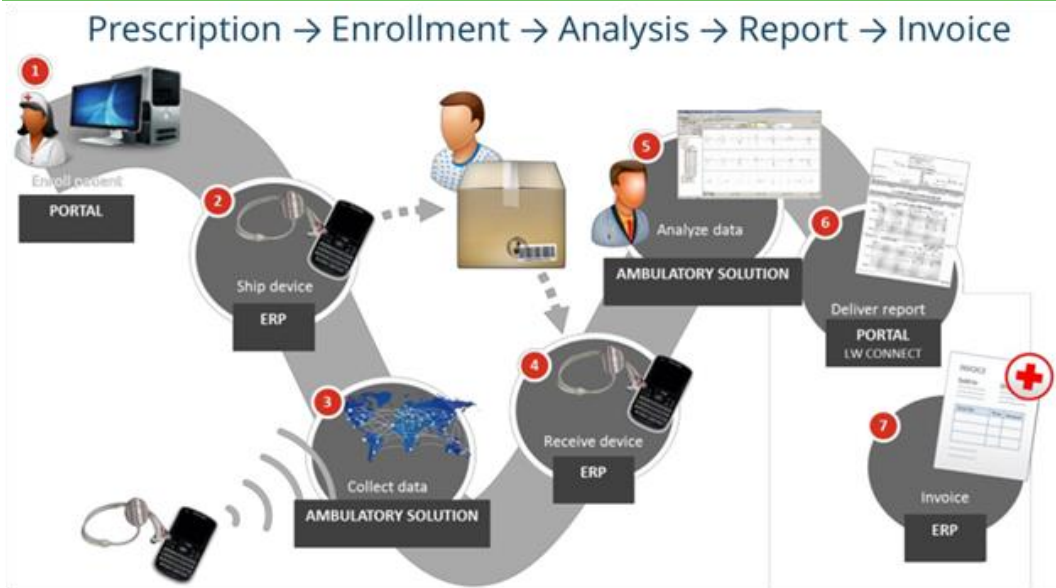 Prescription → Enrollment → Analysis → Report → Invoice
1
Enroll patient
PORTAL
2
Ship device
ERP
3
Collect data
AMBULATORY SOLUTION
4
Receive device
ERP
5
Analyze data
AMBULATORY SOLUTION
6
Deliver report
PORTAL
LW CONNECT
INVOICE
7
Invoice
ERP